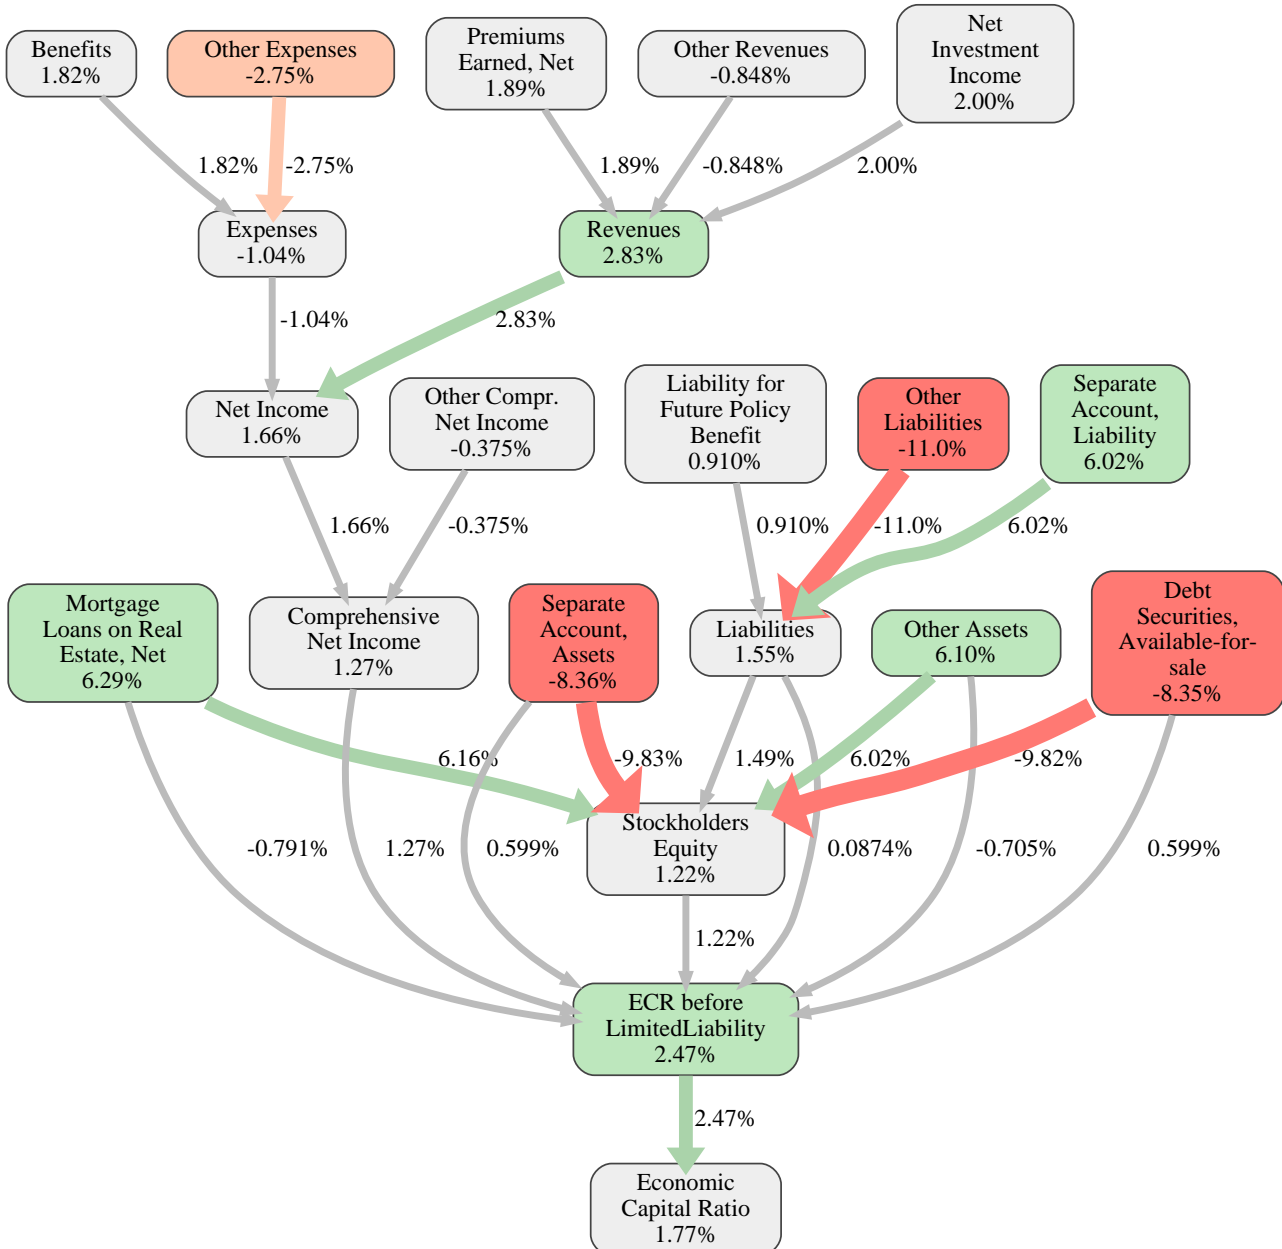 Benefits
1.82%
Other Expenses
-2.75%
Premiums
Earned, Net
1.89%
Other Revenues
-0.848%
Net
Investment
Income
2.00%
1.82%
-2.75%
1.89%
-0.848%
2.00%
Expenses
-1.04%
Revenues
2.83%
-1.04%
2.83%
Net Income
1.66%
Other Compr.
Net Income
-0.375%
Liability for
Future Policy
Benefit
0.910%
Other
Liabilities
-11.0%
Separate
Account,
Liability
6.02%
1.66%
-0.375%
0.910%
-11.0%
6.02%
Mortgage
Loans on Real
Estate, Net
6.29%
Comprehensive
Net Income
1.27%
Separate
Account,
Assets
-8.36%
Liabilities
1.55%
Other Assets
6.10%
Debt
Securities,
Available-for-
sale
-8.35%
6.16%
-9.83%
1.49%
6.02%
-9.82%
Stockholders
Equity
1.22%
-0.791%
1.27%
0.599%
0.0874%
-0.705%
0.599%
1.22%
ECR before
LimitedLiability
2.47%
2.47%
Economic
Capital Ratio
1.77%